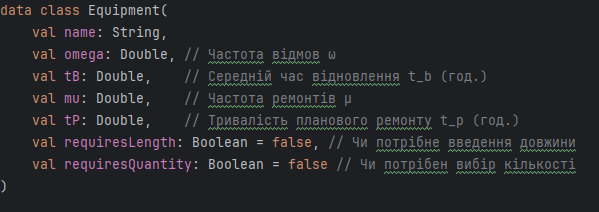 data class Equipment(
    val name: String,
    val omega: Double, // Частота відмов ω
    val tB: Double,    // Середній час відновлення t_b (год.)
    val mu: Double,    // Частота ремонтів μ
    val tP: Double,    // Тривалість планового ремонту t_p (год.)
    val requiresLength: Boolean = false, // Чи потрібне введення довжини
    val requiresQuantity: Boolean = false // Чи потрібен вибір кількості
)